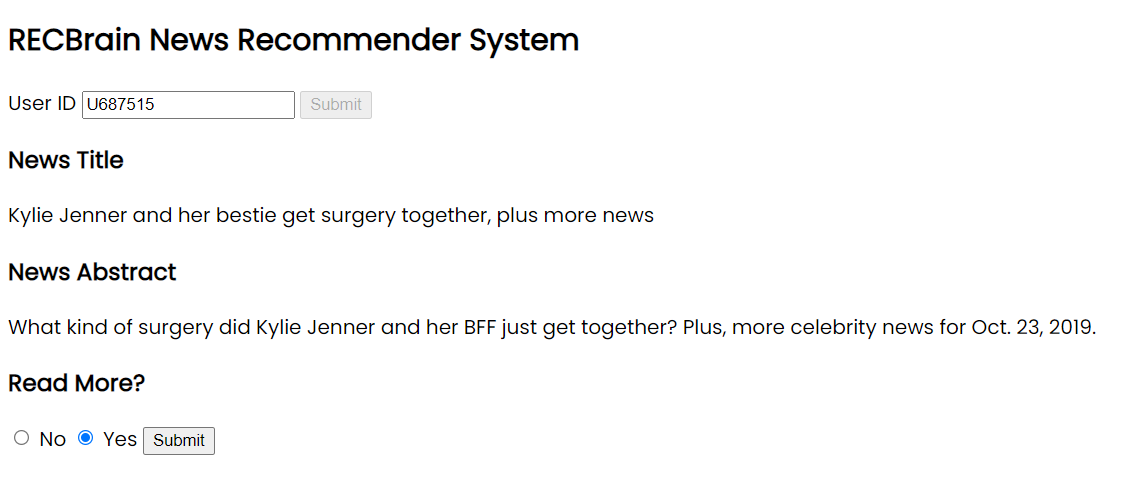 RECBrain News Recommender System
User ID U687515 Submit
News Title
Kylie Jenner and her bestie get surgery together, plus more news
News Abstract
What kind of surgery did Kylie Jenner and her BFF just get together? Plus, more celebrity news for Oct. 23, 2019.
Read More?
No Yes Submit